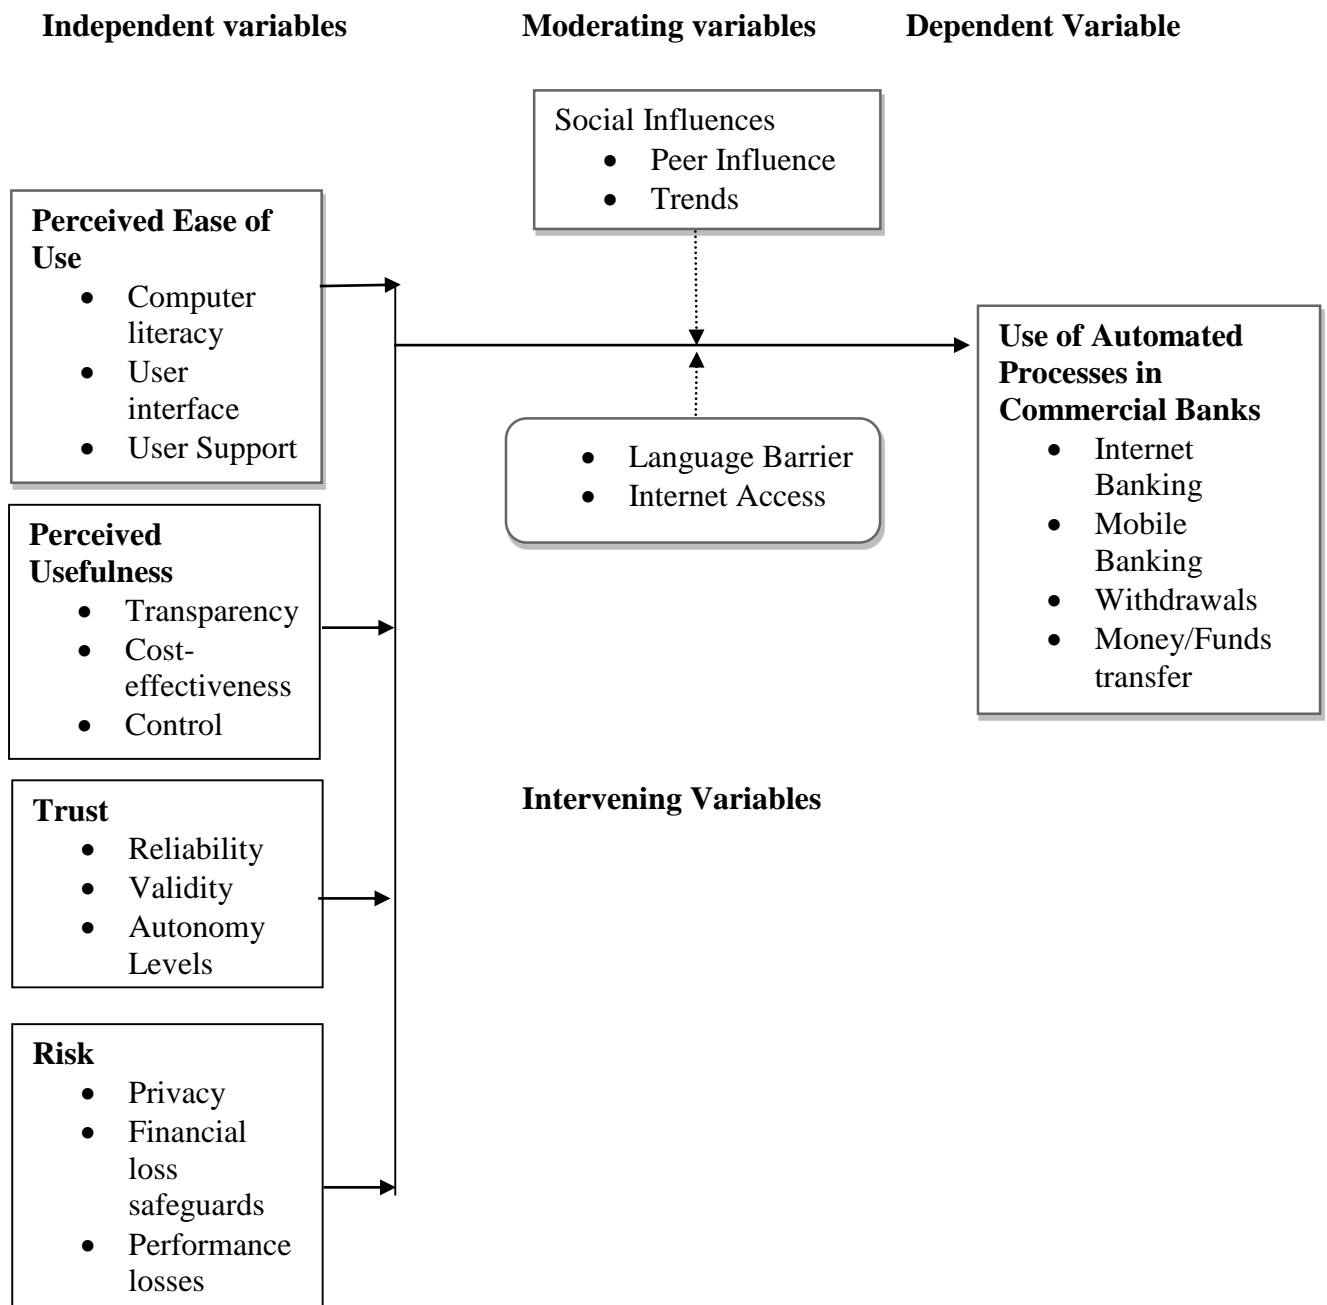 Independent variables
Moderating variables
Dependent Variable
Social Influences
• Peer Influence
• Trends
Perceived Ease of
Use
• Computer
literacy
• User
interface
• User Support
Use of Automated
Processes in
Commercial Banks
• Internet
Banking
• Mobile
Banking
• Withdrawals
• Money/Funds
transfer
• Language Barrier
• Internet Access
Perceived
Usefulness
• Transparency
• Cost-
effectiveness
• Control
Intervening Variables
Trust
• Reliability
• Validity
• Autonomy
Levels
Risk
• Privacy
• Financial
loss
safeguards
• Performance
losses